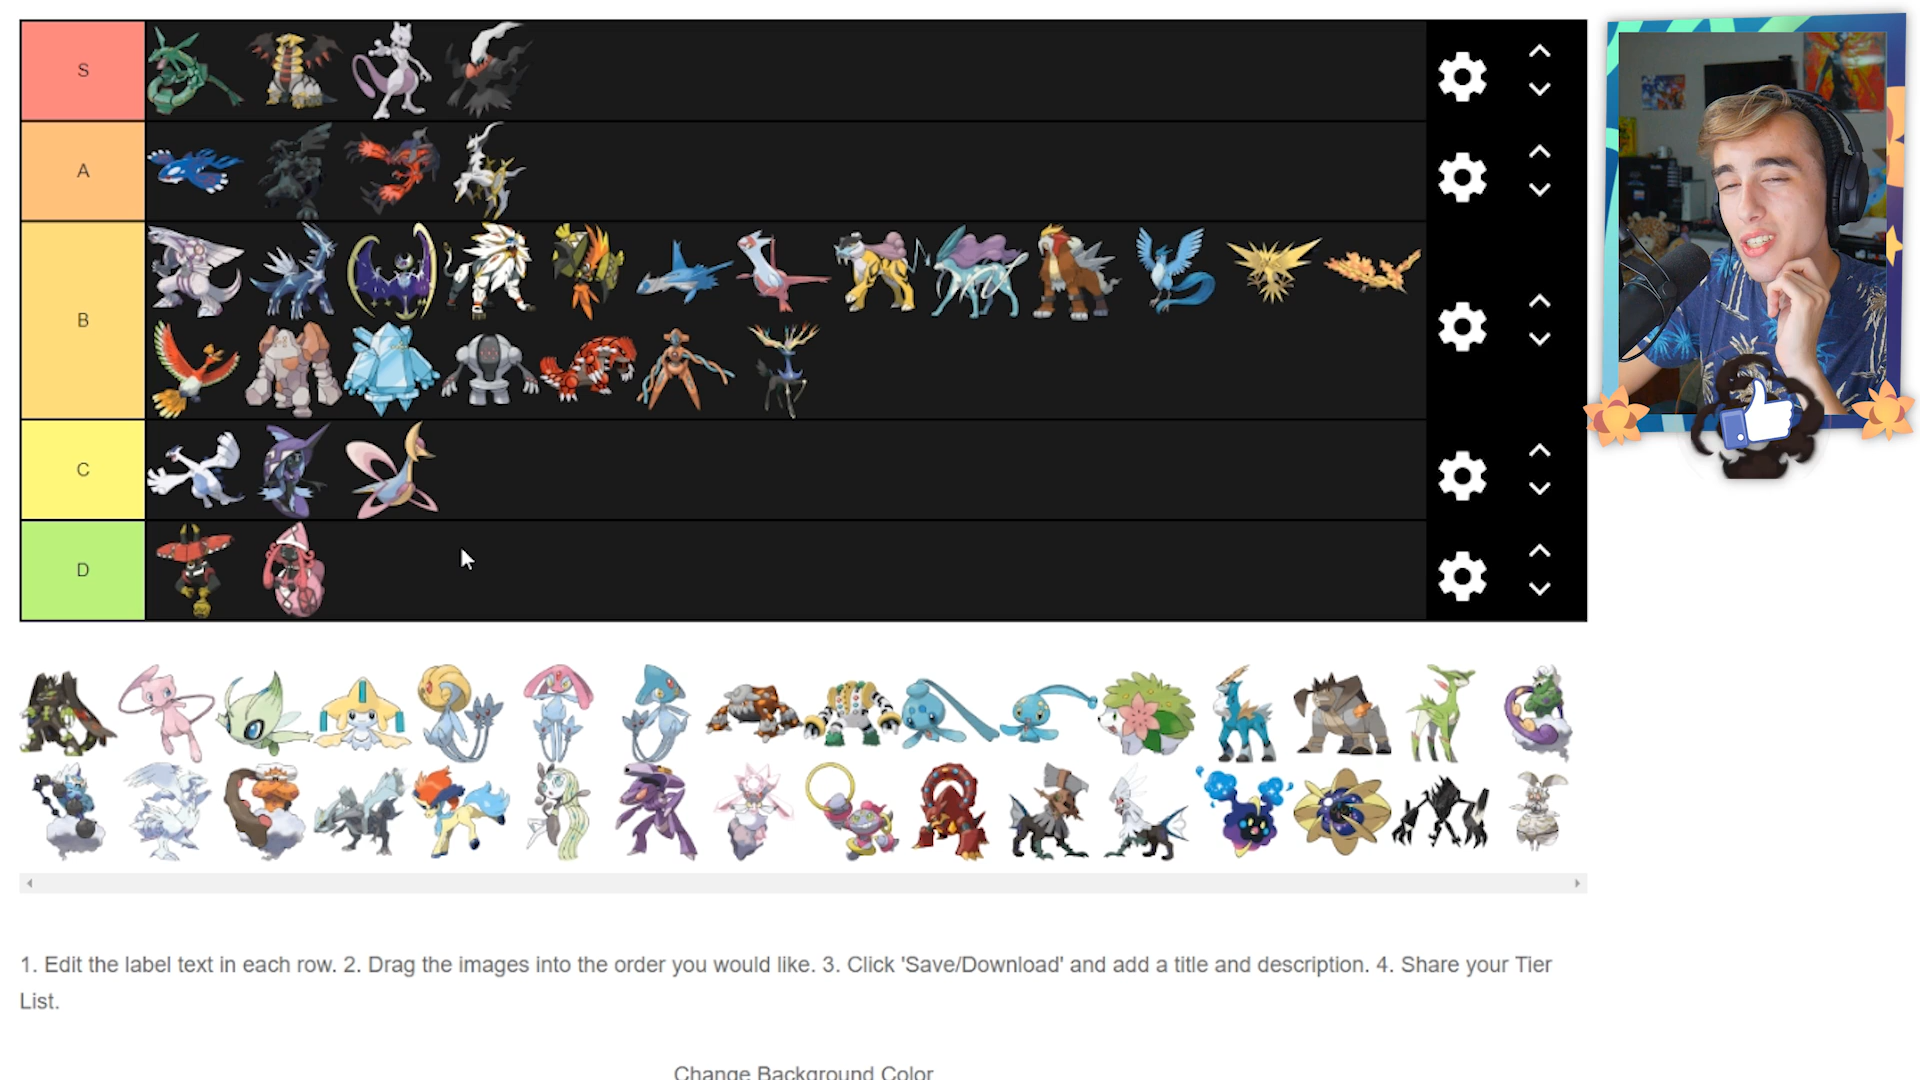 S
A
B
C
D
1. Edit the label text in each row. 2. Drag the images into the order you would like. 3. Click 'Save/Download' and add a title and description. 4. Share your Tier
List.
Change Background Color